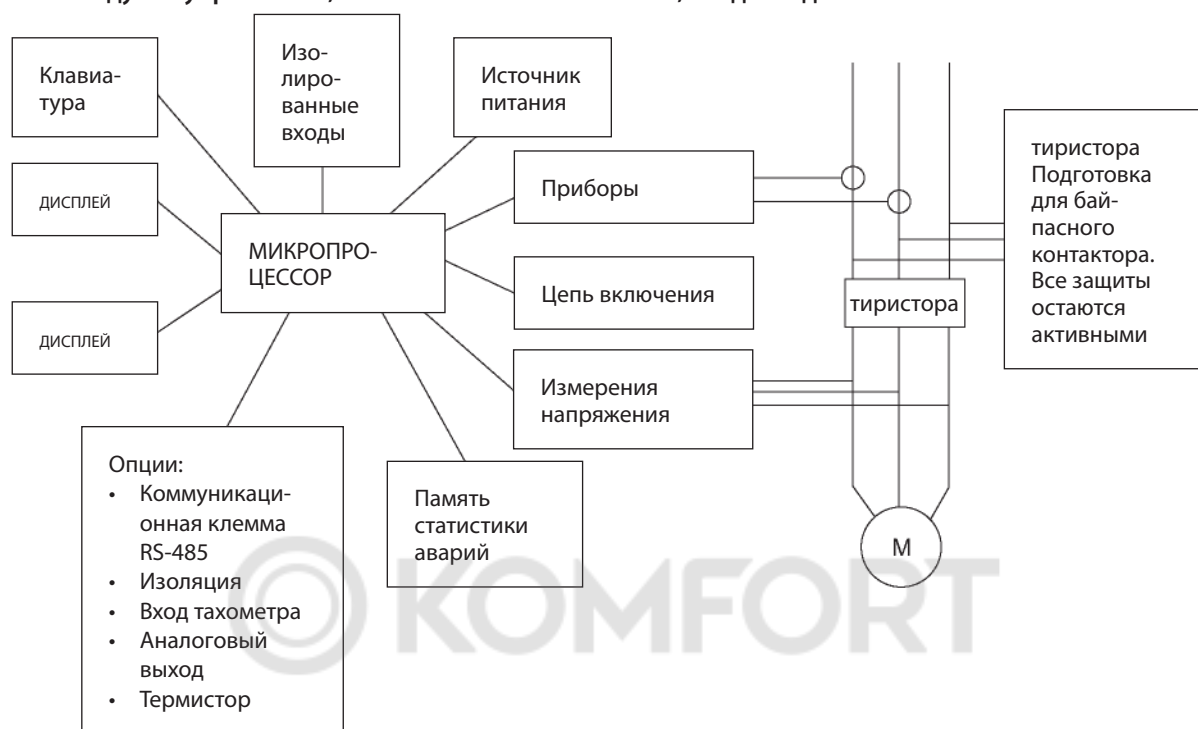 Клавиа-
тура
Изо-
лиро-
ванные
входы
Источник
питания
ДИСПЛЕЙ
МИКРОПРО-
ЦЕССОР
Приборы
тиристора
Подготовка
для бай-
пасного
контактора.
Все защиты
остаются
активными
Цепь включения
тиристора
ДИСПЛЕЙ
Измерения
напряжения
Опции:
• Коммуникаци-
онная клемма
RS-485
• Изоляция
• Вход тахометра
• Аналоговый
выход
• Термистор
Память
статистики
аварий
М
KOMFORT